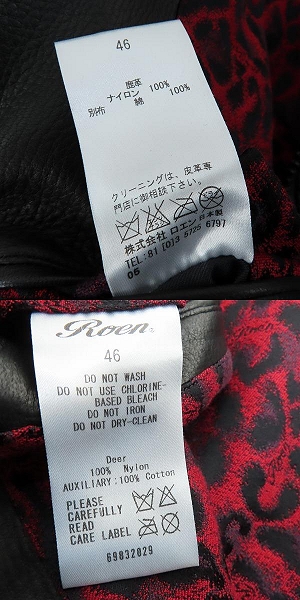 46
鹿革
ナイロン 100%
別布 綿 100%
クリーニングは、皮革専
門店に御相談下さい。
株式会社 ロエン 日本製
TEL:81 (0)3 5725 6797
05
Roen
46
DO NOT WASH
DO NOT USE CHLORINE-
BASED BLEACH
DO NOT IRON
DO NOT DRY-CLEAN
Deer
100% Nylon
AUXILIARY:100% Cotton
PLEASE
CAREFULLY
READ
CARE LABEL
69832029